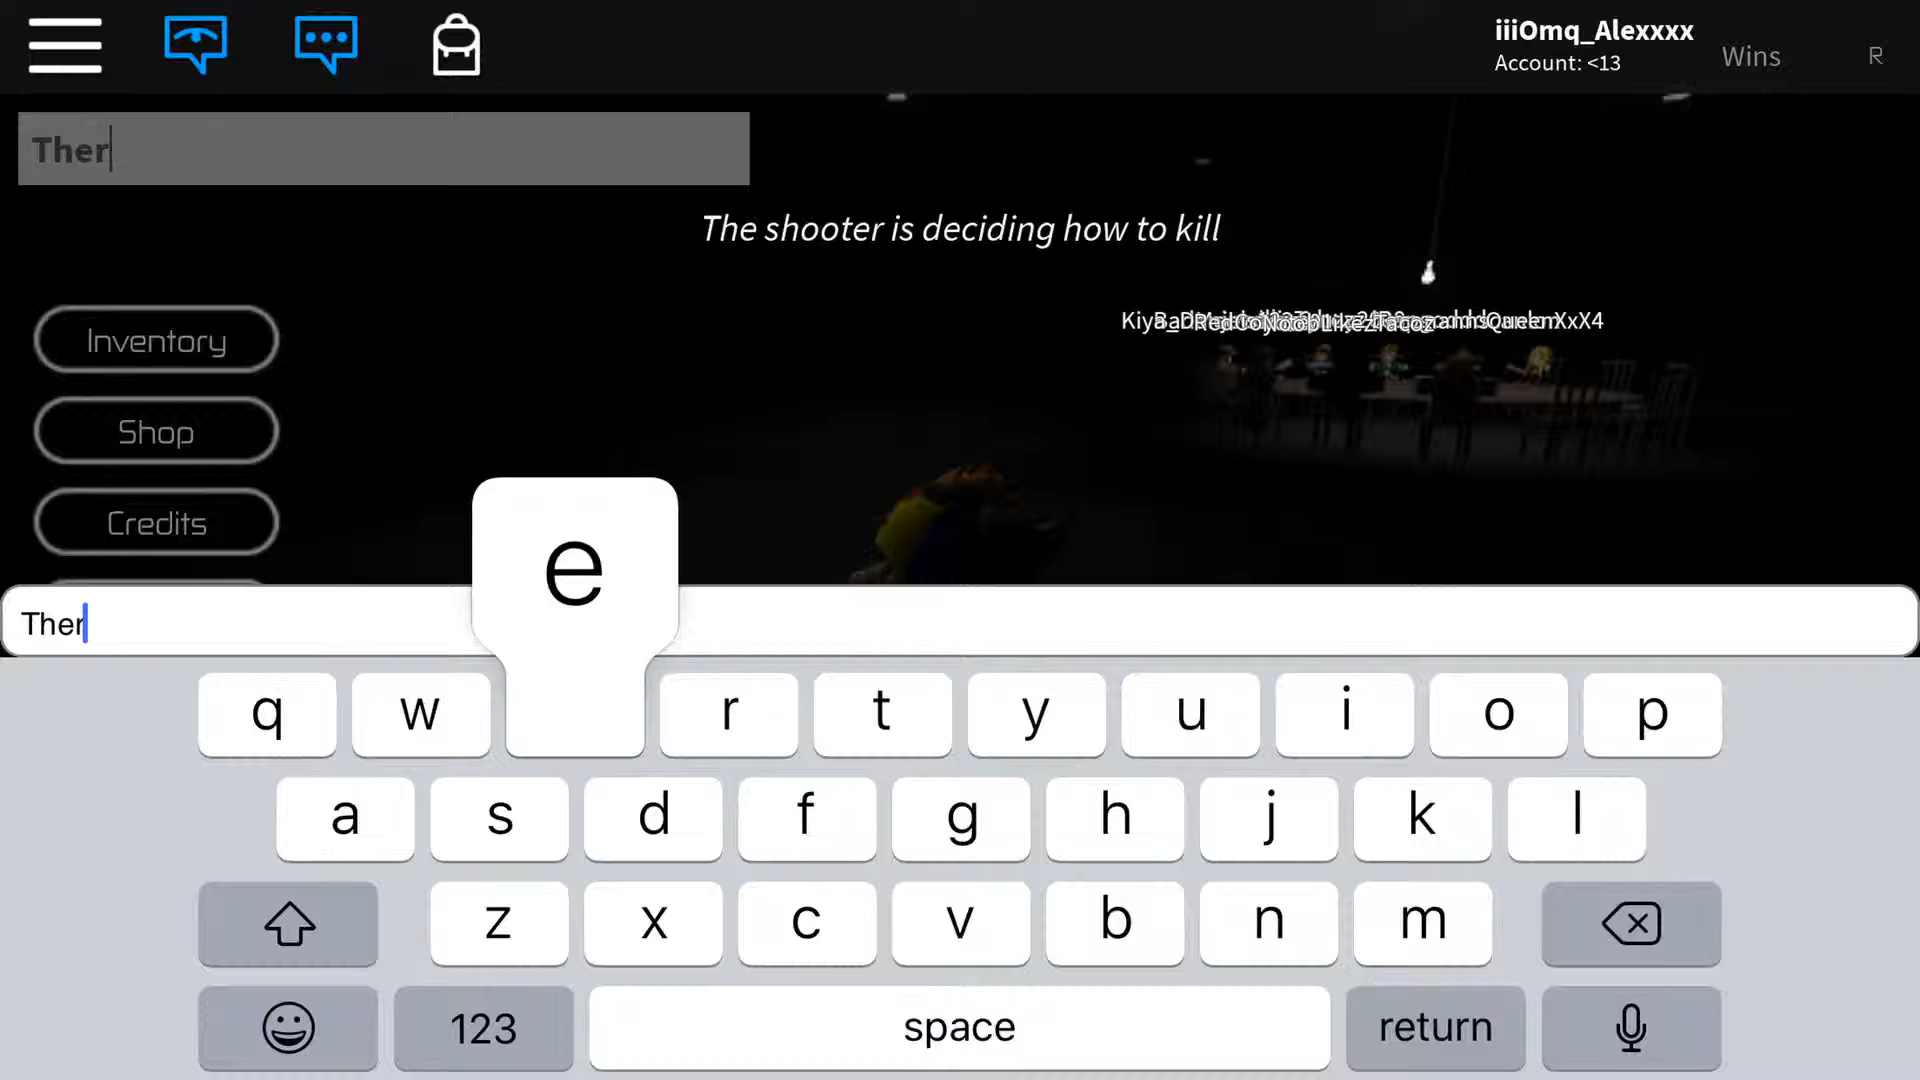 iiiOmq_Alexxxx
Account: <13
Wins
R
Ther
The shooter is deciding how to kill
Inventory
Shop
Credits
e
Ther
q w r t y u i o p
a s d f g h j k l
z x c v b n m
123 space return